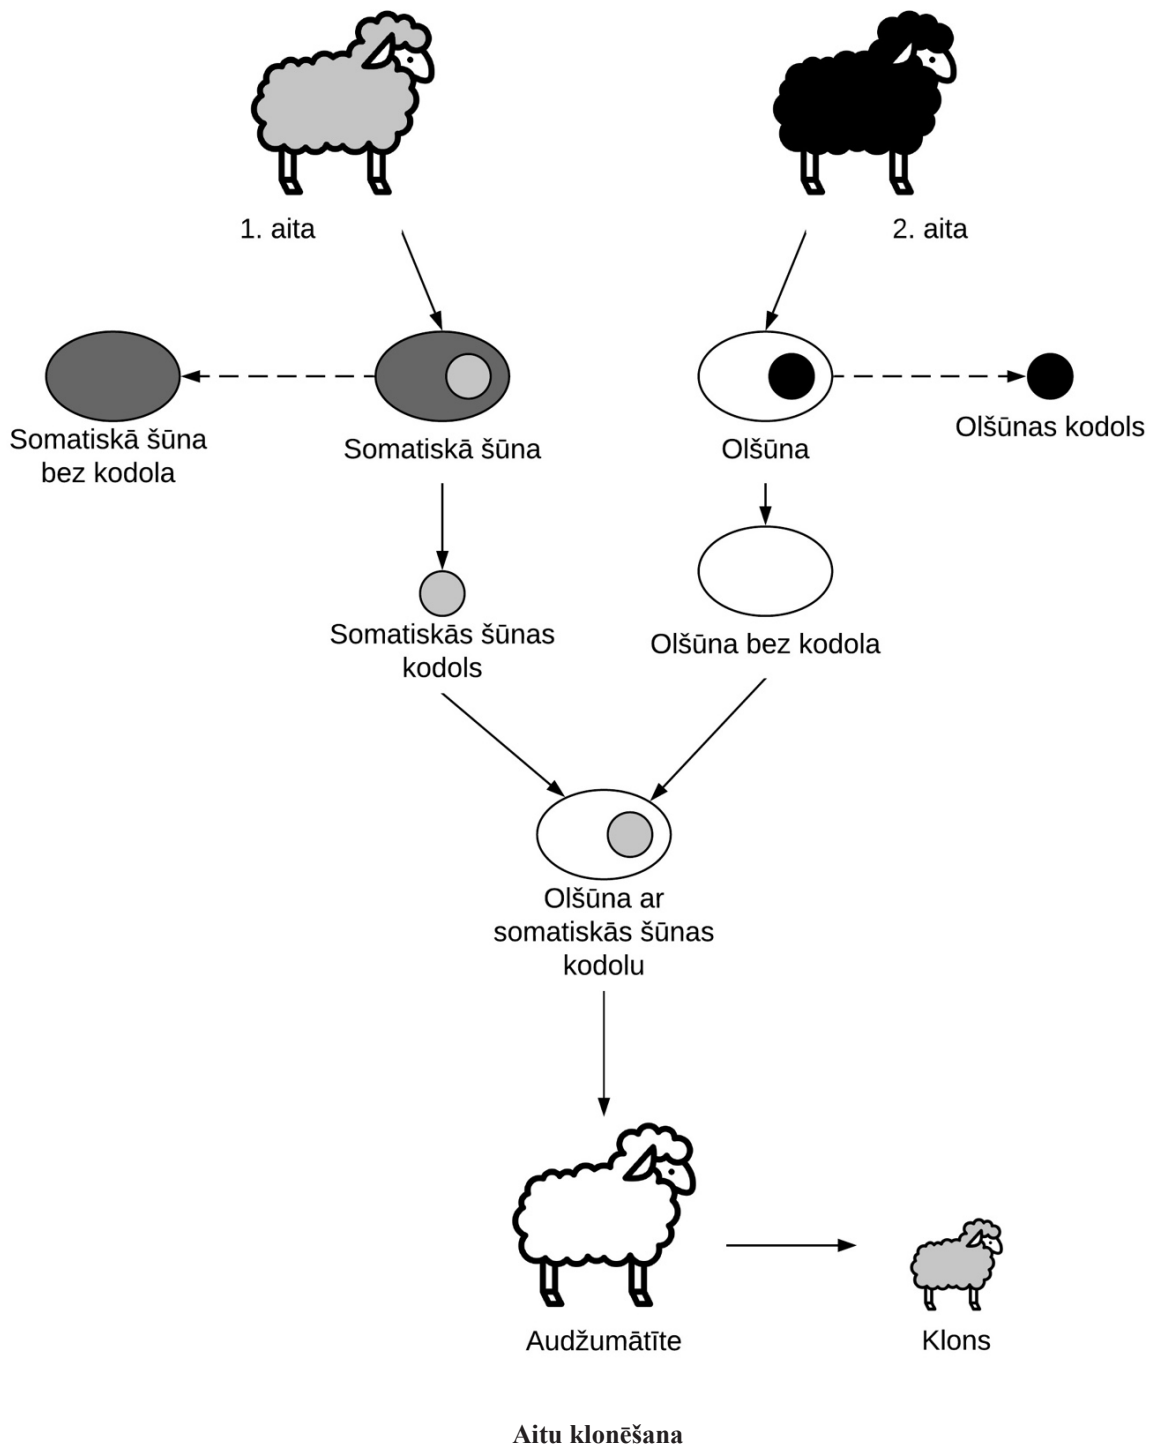 1. aita
2. aita
Somatiskā šūna
bez kodola
Somatiskā šūna
Olšūna
Olšūnas kodols
Somatiskās šūnas
kodols
Olšūna bez kodola
Olšūna ar
somatiskās šūnas
kodolu
Audžumātīte
Klons
Aitu klonēšana